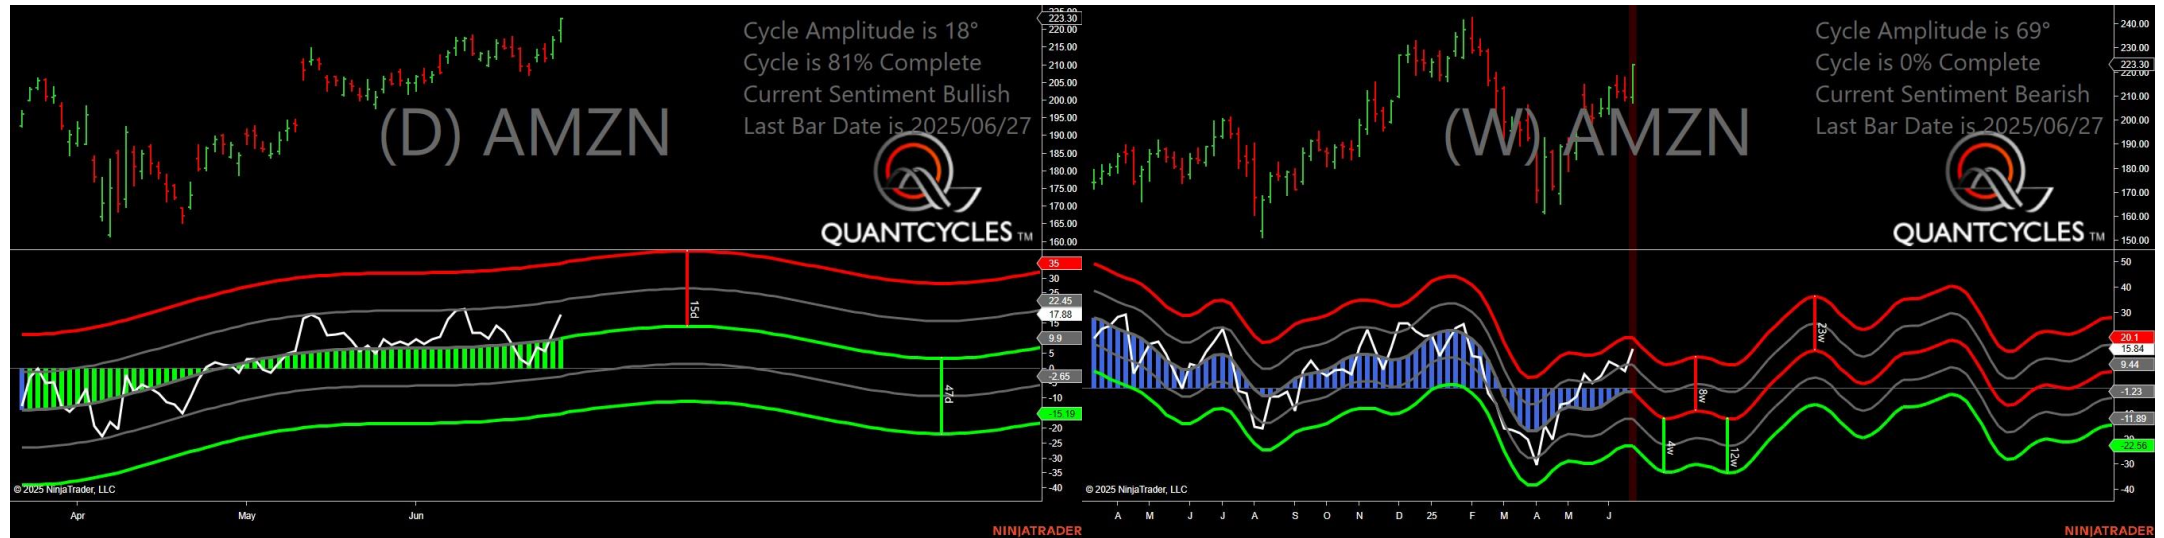 Cycle Amplitude is 18°
Cycle is 81% Complete
Current Sentiment Bullish
Last Bar Date is 2025/06/27
(D) AMZN
QUANTCYCLES TM
225.00
223.30
220.00
215.00
210.00
205.00
200.00
195.00
190.00
185.00
180.00
175.00
170.00
165.00
160.00
15d
47d
35
30
25
22.45
17.88
15
9.9
5
0
-2.65
-10
-15.19
-20
-25
-30
-35
-40
© 2025 NinjaTrader, LLC
Apr May Jun
NINJATRADER
Cycle Amplitude is 69°
Cycle is 0% Complete
Current Sentiment Bearish
Last Bar Date is 2025/06/27
(W) AMZN
QUANTCYCLES TM
240.00
230.00
223.30
220.00
210.00
200.00
190.00
180.00
170.00
160.00
150.00
4w
8w
12w
23w
50
40
30
20.1
15.84
9.44
-1.23
-11.89
-22.56
-30
-40
© 2025 NinjaTrader, LLC
A M J J A S O N D 25 F M A M J
NINJATRADER